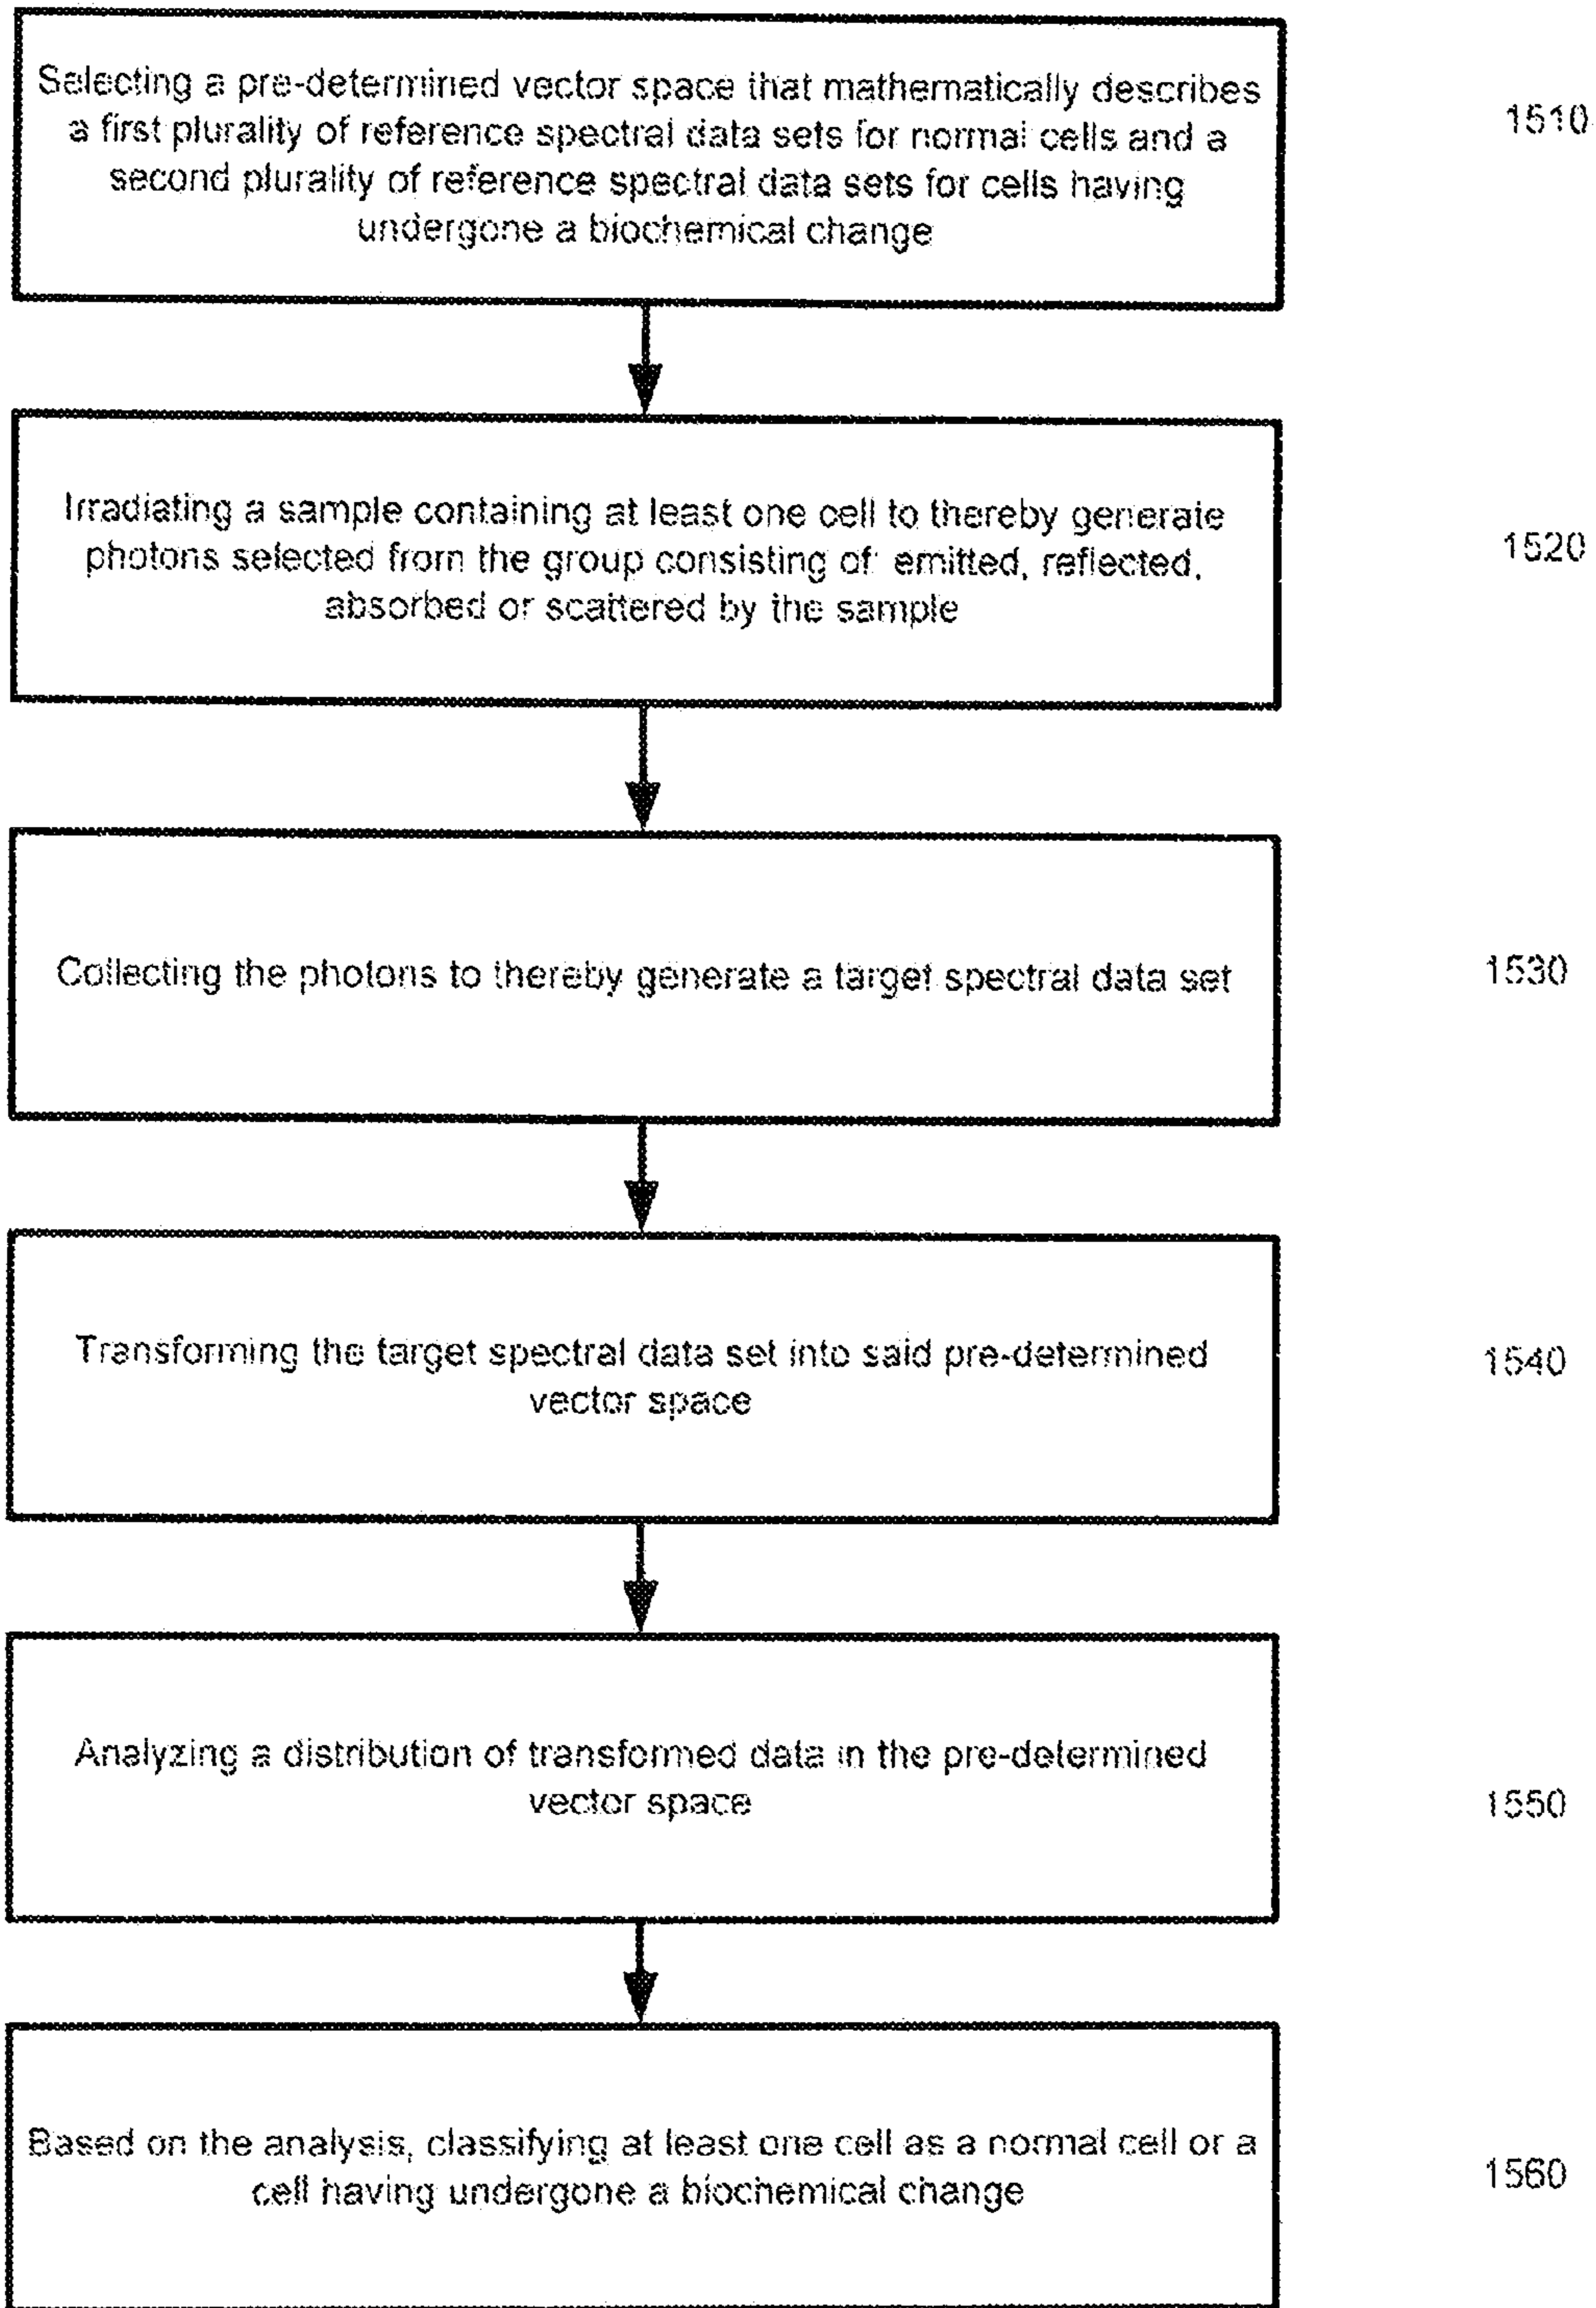 Selecting a pre-determined vector space that mathematically describes
a first plurality of reference spectral data sets for normal cells and a
second plurality of reference spectral data sets for cells having
undergone a biochemical change
1510
Irradiating a sample containing at least one cell to thereby generate
photons selected from the group consisting of: emitted, reflected,
absorbed or scattered by the sample
1520
Collecting the photons to thereby generate a target spectral data set
1530
Transforming the target spectral data set into said pre-determined
vector space
1540
Analyzing a distribution of transformed data in the pre-determined
vector space
1550
Based on the analysis, classifying at least one cell as a normal cell or a
cell having undergone a biochemical change
1560